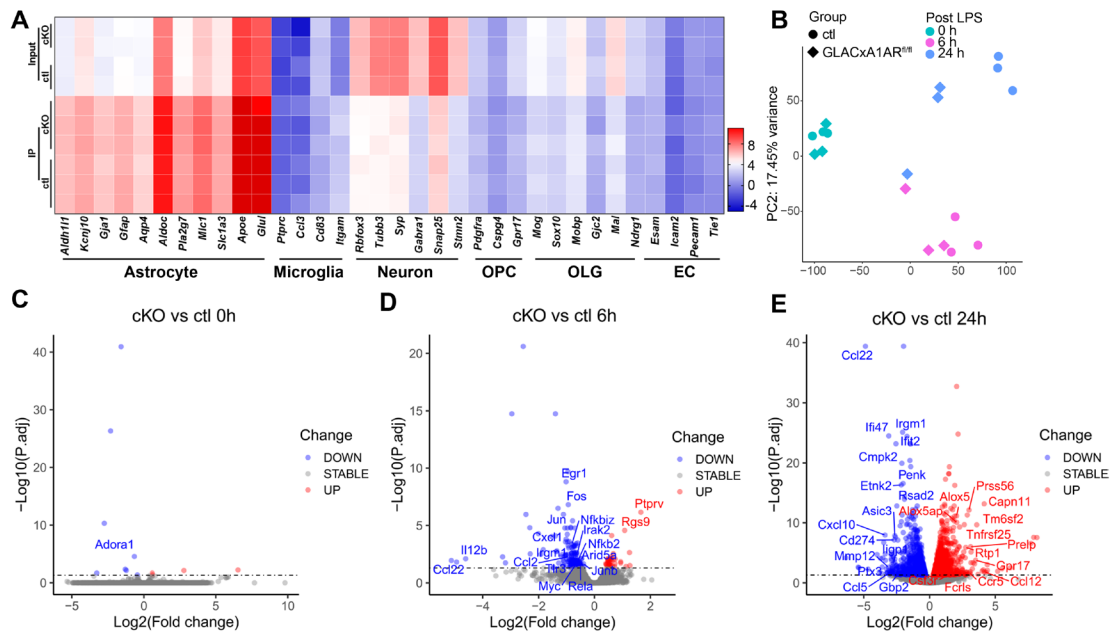 A
Input
cKO
ctl
IP
cKO
ctl
8
4
0
−4
Aldh1l1
Kcnj10
Gja1
Gfap
Aqp4
Aldoc
Pla2g7
Mlc1
Slc1a3
Apoe
Glul
Ptprc
Ccl3
Cd83
Itgam
Rbfox3
Tubb3
Syp
Gabra1
Snap25
Stmn2
Pdgfra
Cspg4
Gpr17
Mog
Sox10
Mobp
Gjc2
Mal
Ndrg1
Esam
Icam2
Pecam1
Tie1
Astrocyte Microglia Neuron OPC OLG EC
B
Group
ctl
GLACxA1ARfl/fl
Post LPS
0 h
6 h
24 h
PC2: 17.45% variance
50
0
−50
−100 −50 0 50 100
C
cKO vs ctl 0h
−Log10(P.adj)
40
30
20
10
0
Adora1
Change
DOWN
STABLE
UP
−5 0 5 10
Log2(Fold change)
D
cKO vs ctl 6h
−Log10(P.adj)
20
15
10
5
0
Egr1
Fos
Ptprv
Jun
Nfkbiz
Rgs9
Cxcl1
Irak2
Il12b
Irgm1
Nfkb2
Ccl2
Arid5a
Ccl22
Tlr3
Junb
Myc
Rela
Change
DOWN
STABLE
UP
−4 −2 0 2
Log2(Fold change)
E
cKO vs ctl 24h
−Log10(P.adj)
40
30
20
10
0
Ccl22
Ifi47
Irgm1
Ifit2
Cmpk2
Penk
Etnk2
Rsad2
Alox5
Prss56
Asic3
Alox5ap
Capn11
Cxcl10
Tm6sf2
Cd274
Tnfrsf25
Iigp1
Prelp
Mmp12
Rtp1
Ptx3
Gpr17
Csf3r
Ccr5
Ccl12
Ccl5
Gbp2
Fcrls
Change
DOWN
STABLE
UP
−5 0 5
Log2(Fold change)